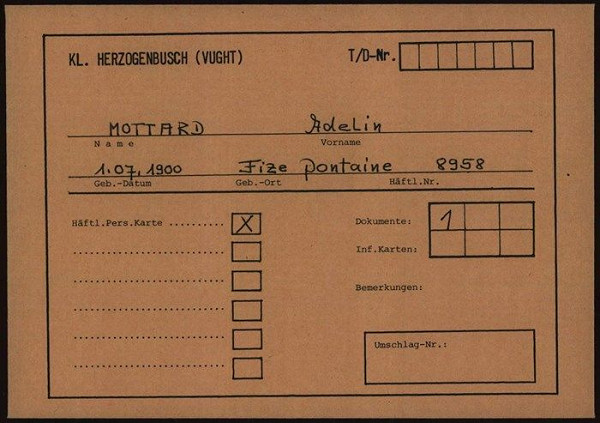 KL. HERZOGENBUSCH (VUGHT) T/D-Nr.
MOTTARD Adelin
Name Vorname
1.07,1900 Fize pontaine 8958
Geb.-Datum Geb.-Ort Häftl.Nr.
Häftl.Pers.Karte .......... X Dokumente: 1
Inf.Karten:
Bemerkungen:
Umschlag-Nr.: